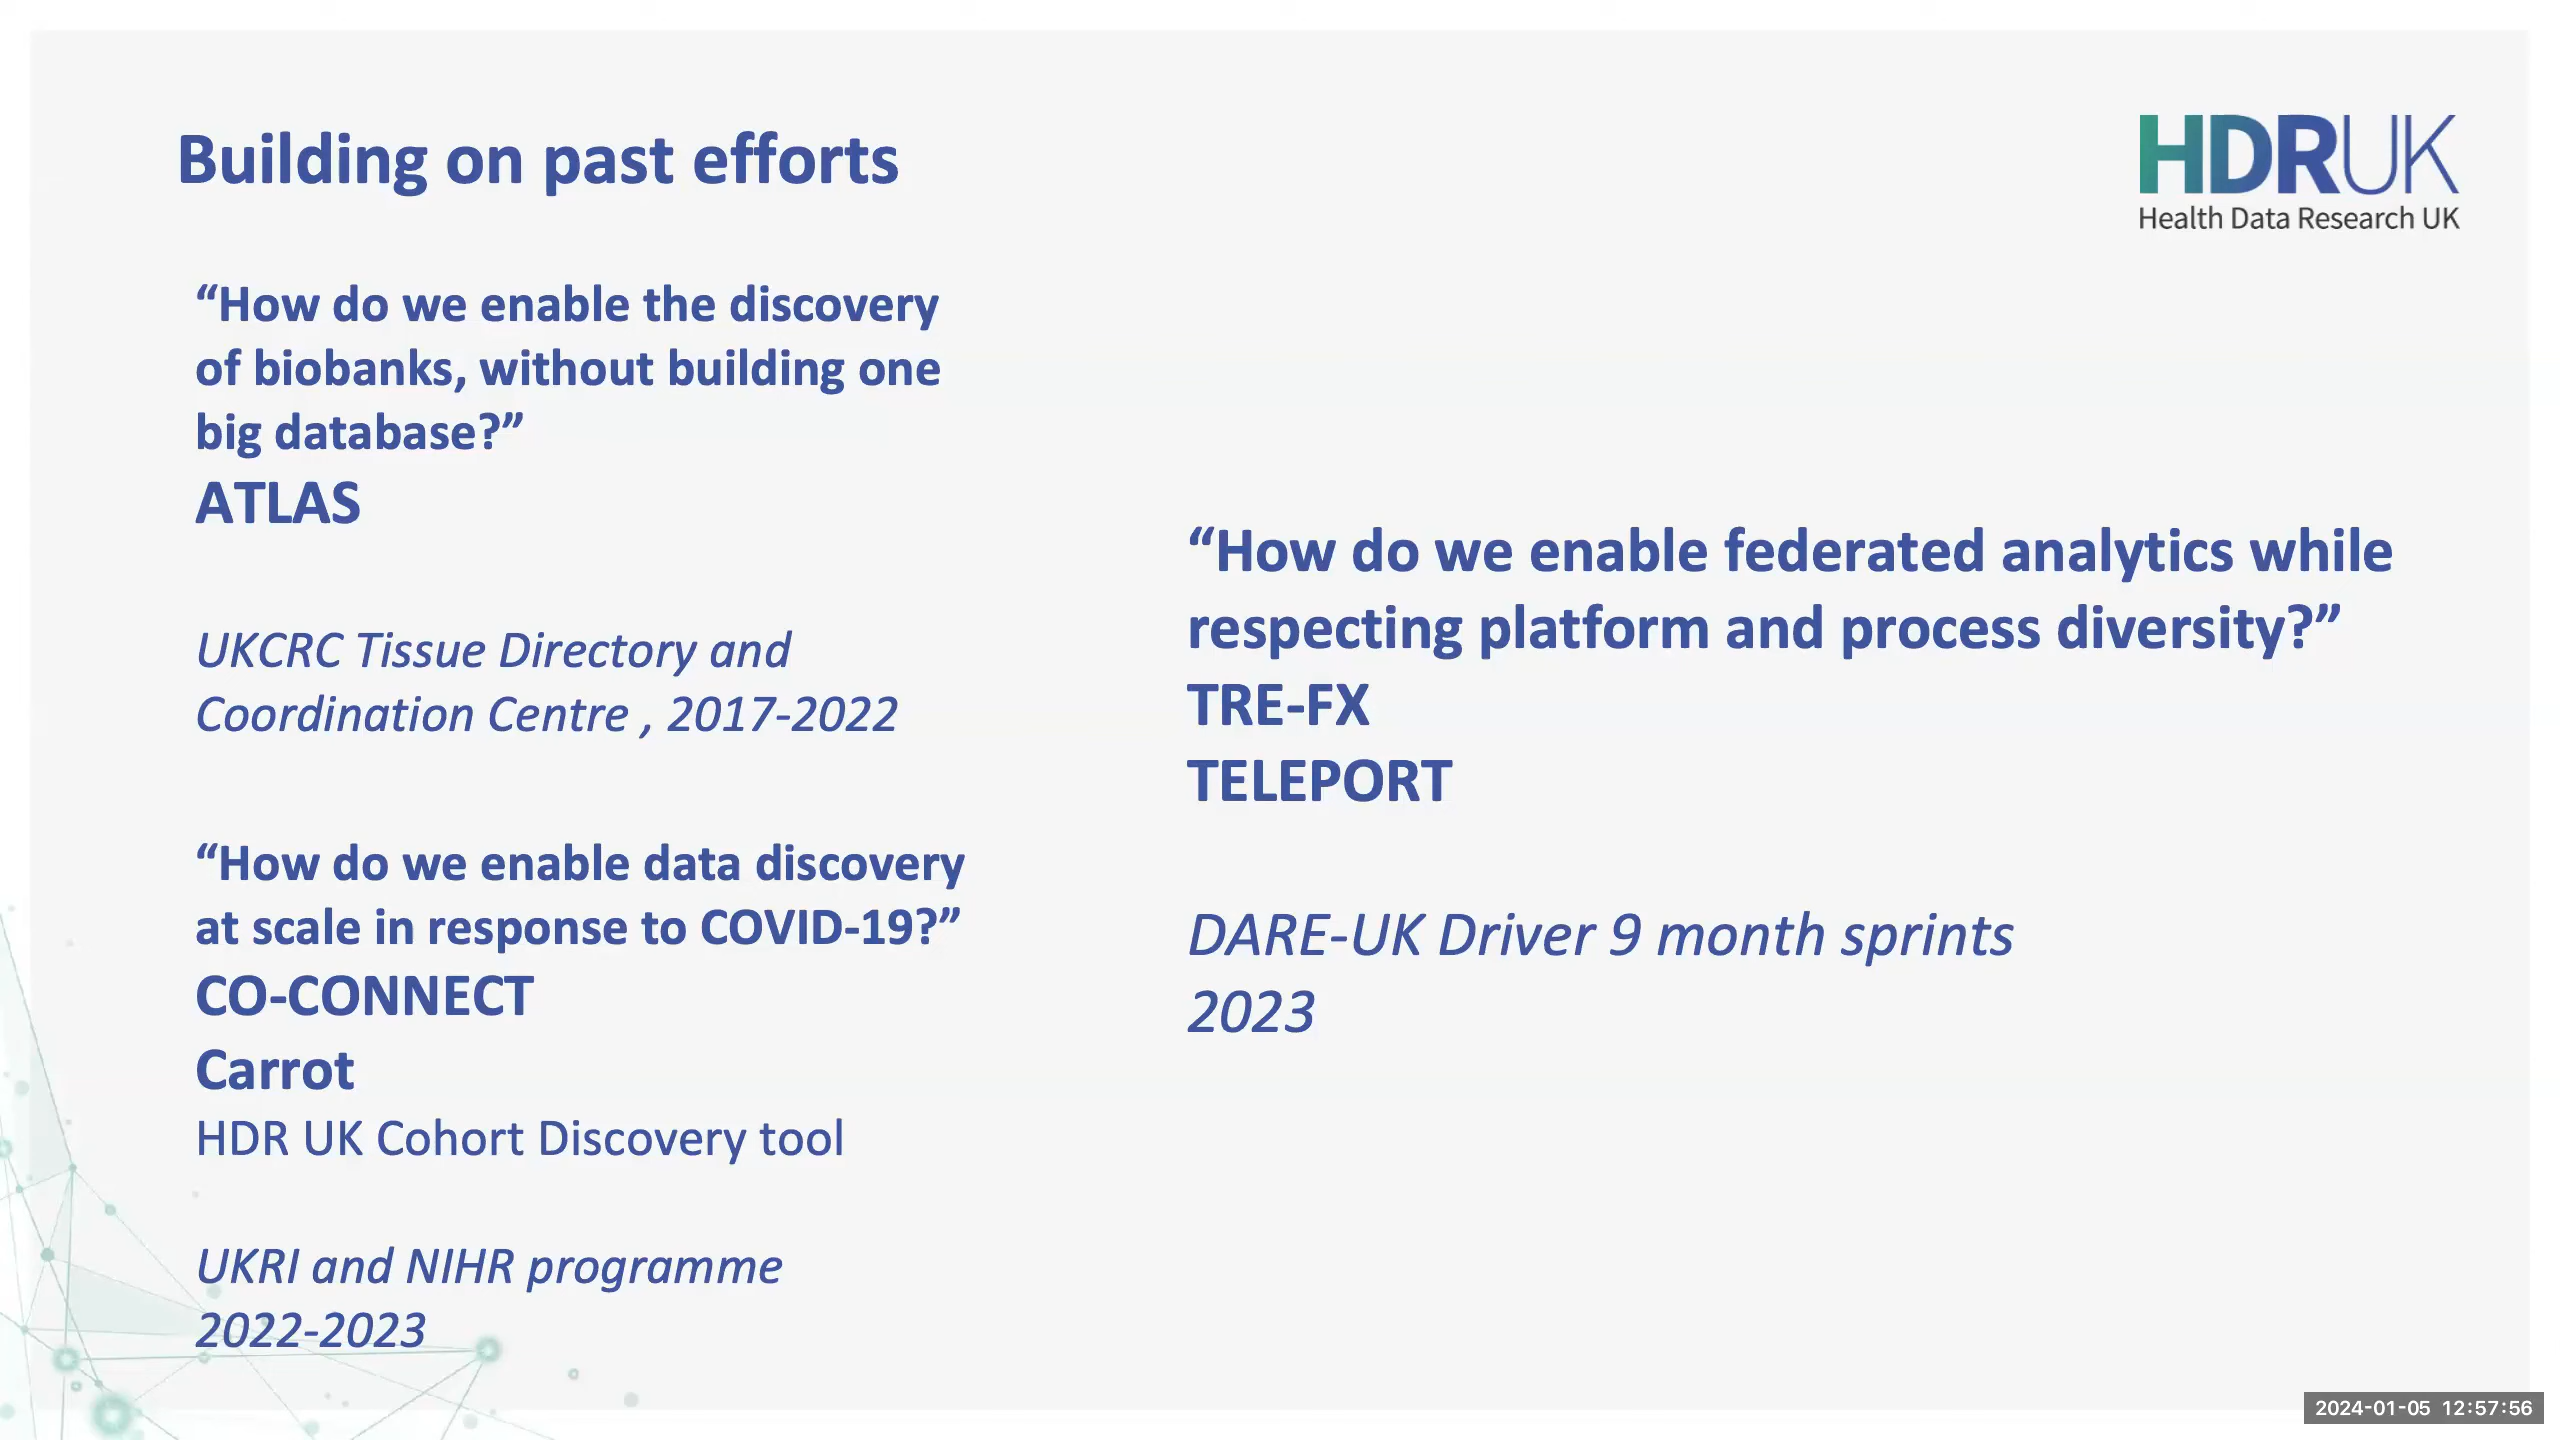 Building on past efforts
HDRUK
Health Data Research UK
“How do we enable the discovery
of biobanks, without building one
big database?”
ATLAS
UKCRC Tissue Directory and
Coordination Centre , 2017-2022
“How do we enable data discovery
at scale in response to COVID-19?”
CO-CONNECT
Carrot
HDR UK Cohort Discovery tool
UKRI and NIHR programme
2022-2023
“How do we enable federated analytics while
respecting platform and process diversity?”
TRE-FX
TELEPORT
DARE-UK Driver 9 month sprints
2023
2024-01-05 12:57:56